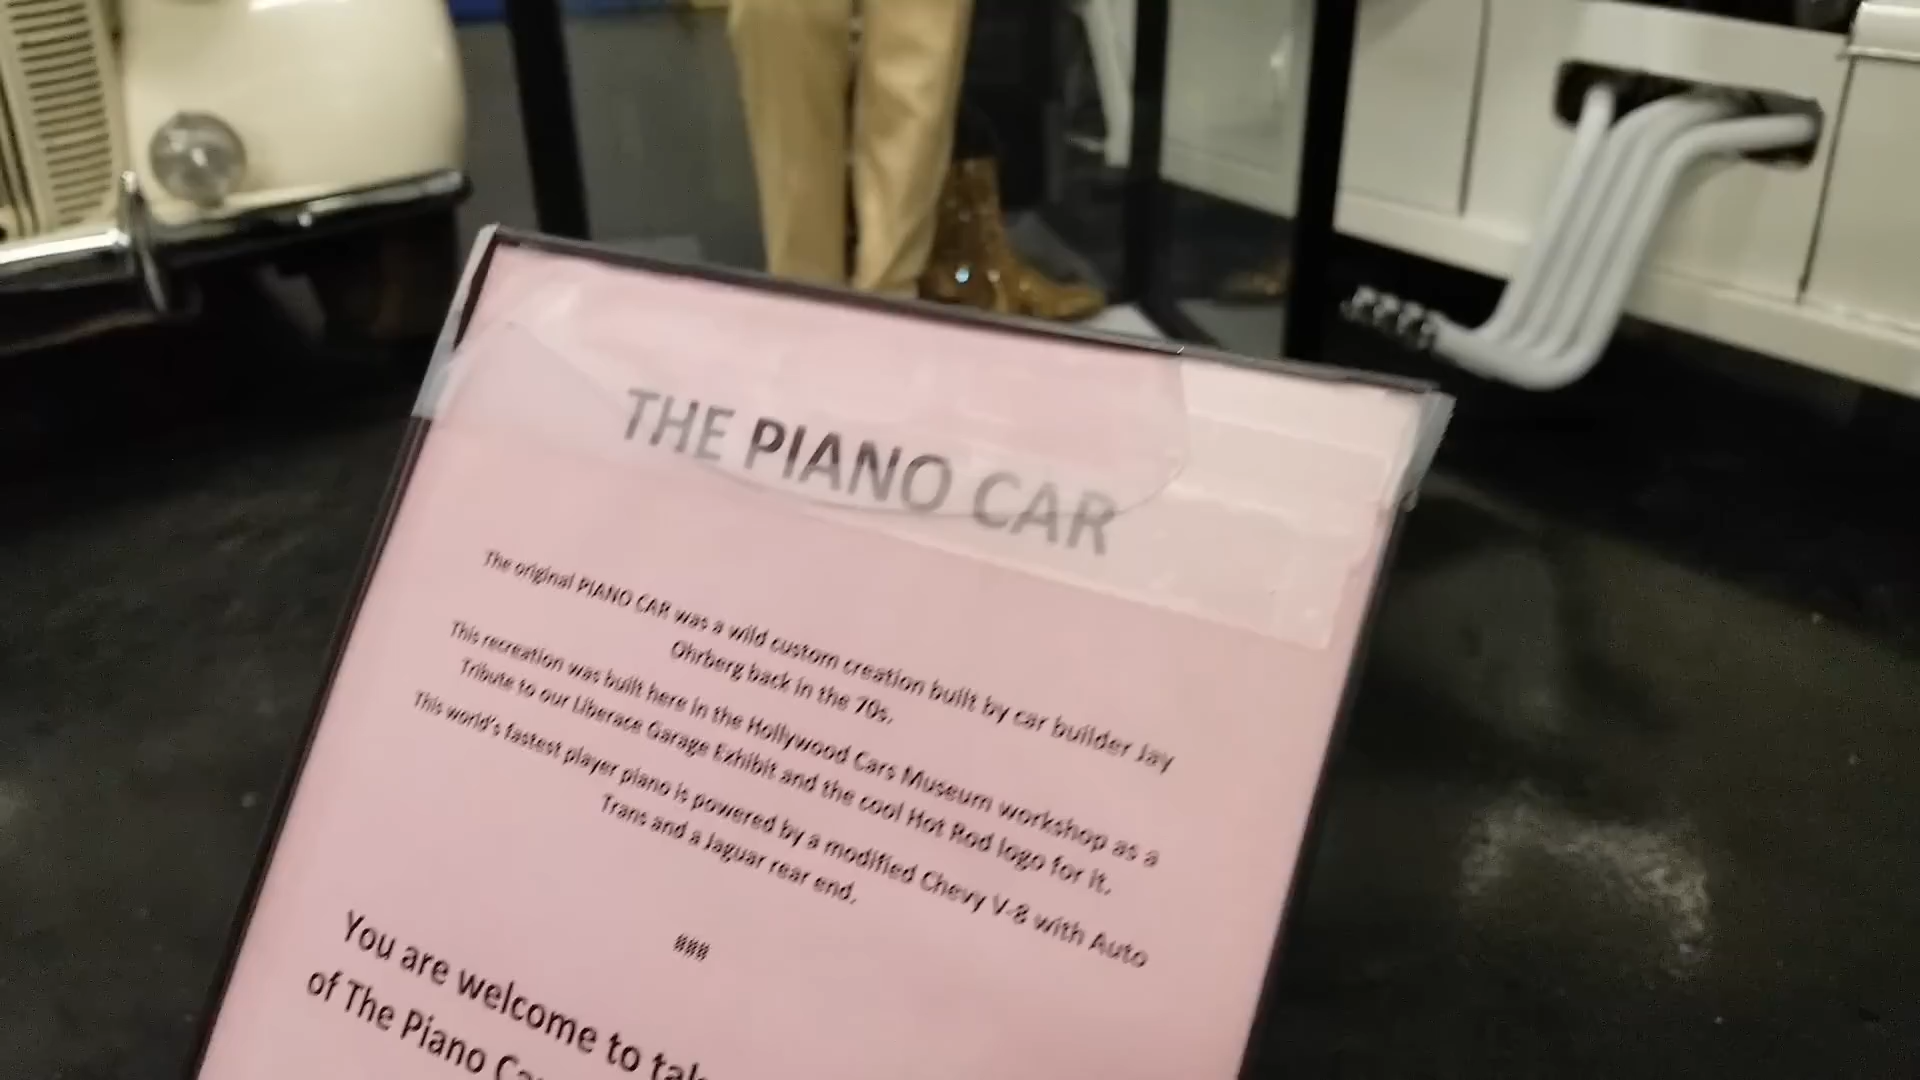 THE PIANO CAR
The original PIANO CAR was a wild custom creation built by car builder Jay
Ohrberg back in the 70s.
This recreation was built here in the Hollywood Cars Museum workshop as a
Tribute to our Liberace Garage Exhibit and the cool Hot Rod logo for it.
This world's fastest player piano is powered by a modified Chevy V-8 with Auto
Trans and a Jaguar rear end.
###
You are welcome to
of The Piano